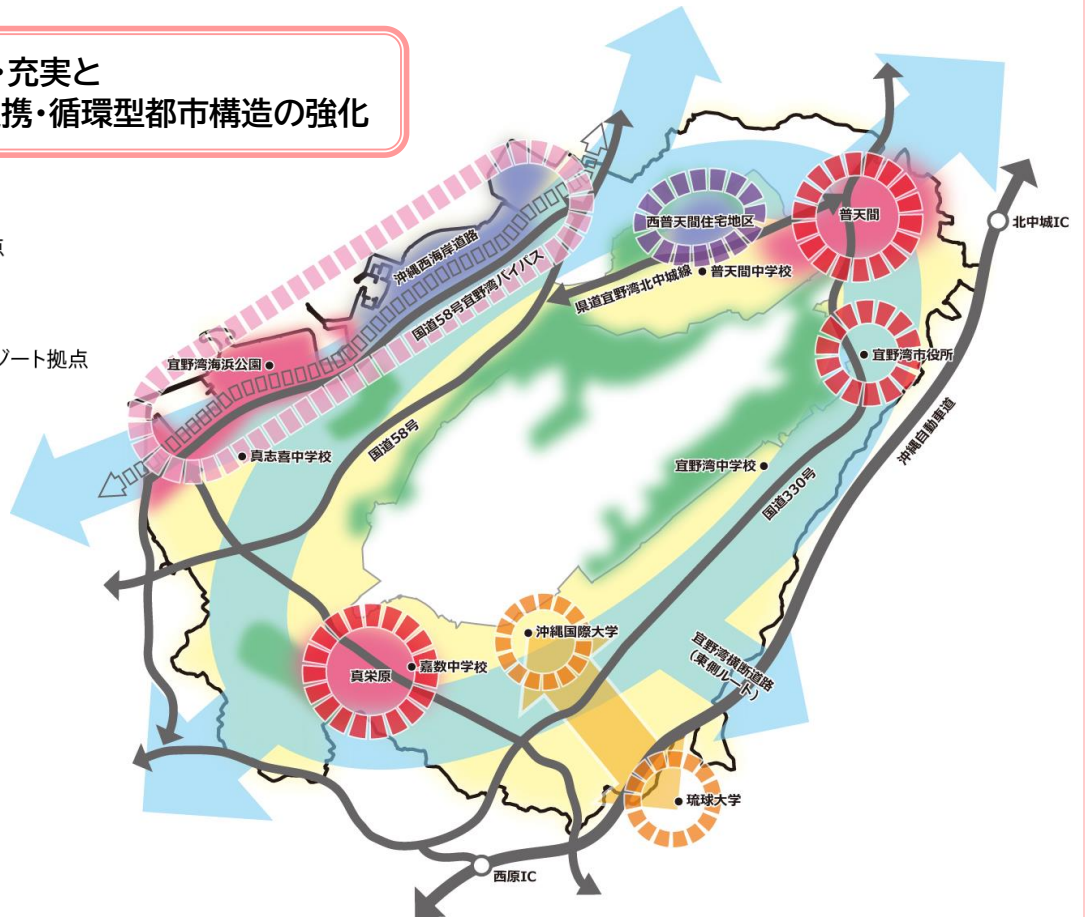 ・充実と
携・循環型都市構造の強化
点
ゾート拠点
北中城IC
普天間
西普天間住宅地区
普天間中学校
県道宜野湾北中城線
沖縄西海岸道路
国道58号宜野湾バイパス
宜野湾海浜公園
宜野湾市役所
沖縄自動車道
国道58号
真志喜中学校
宜野湾中学校
国道330号
沖縄国際大学
宜野湾横断道路
(東側ルート)
嘉数中学校
真栄原
琉球大学
西原IC